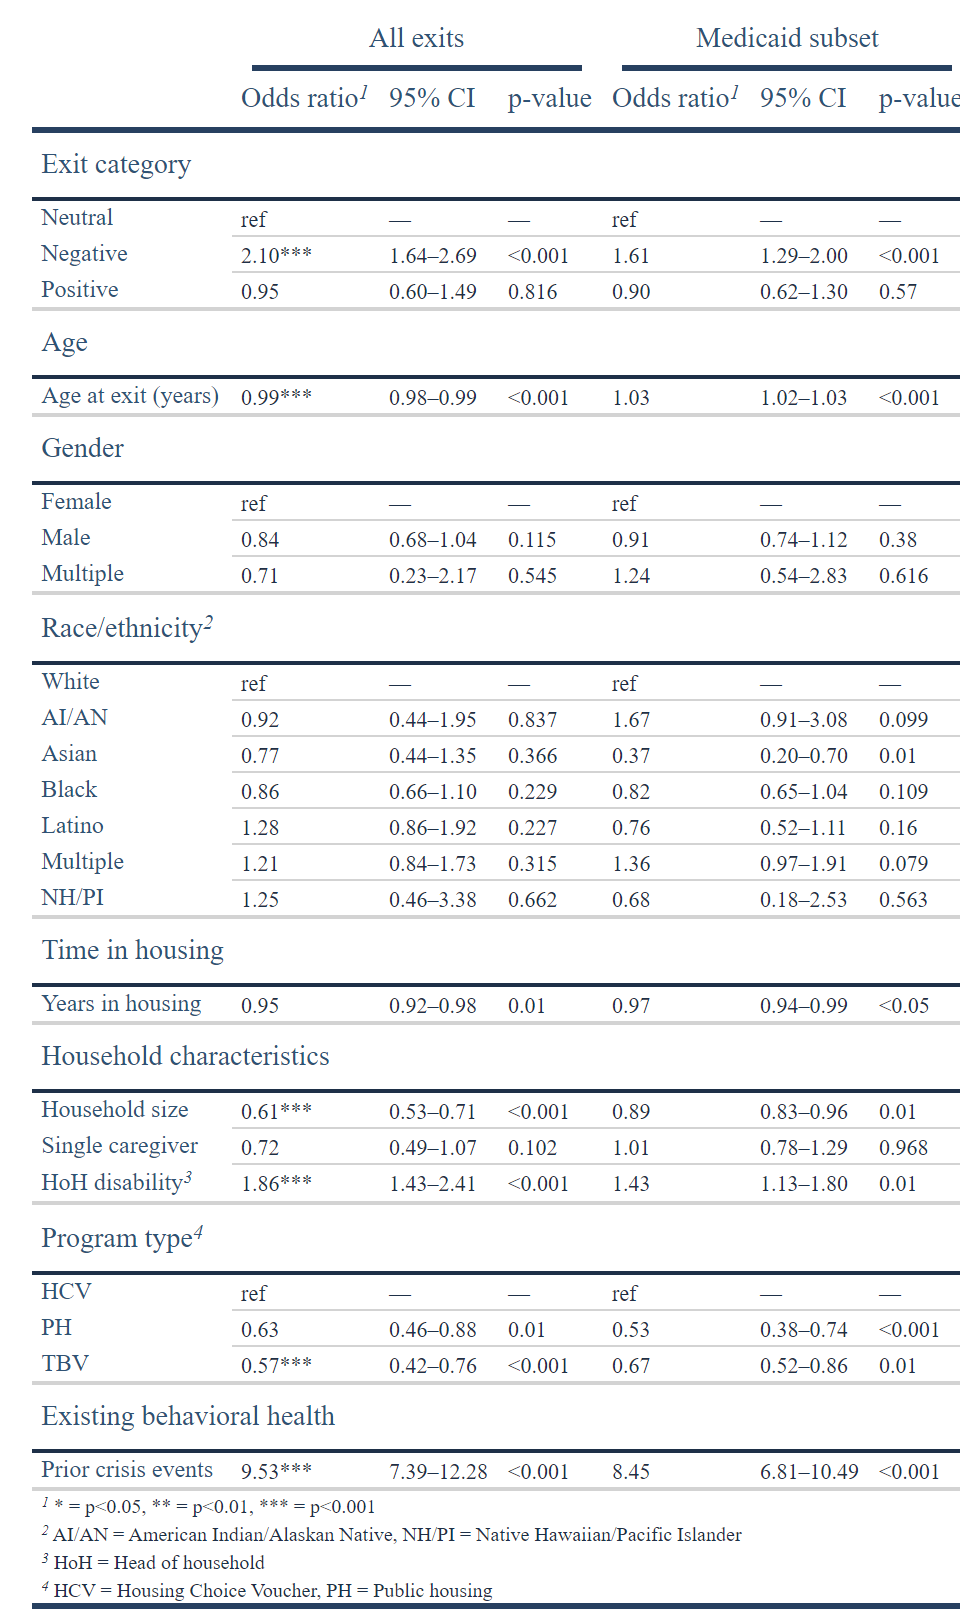 All exits Medicaid subset
Odds ratio¹ 95% CI p-value Odds ratio¹ 95% CI p-value
Exit category
Neutral ref — — ref — —
Negative 2.10*** 1.64–2.69 <0.001 1.61 1.29–2.00 <0.001
Positive 0.95 0.60–1.49 0.816 0.90 0.62–1.30 0.57
Age
Age at exit (years) 0.99*** 0.98–0.99 <0.001 1.03 1.02–1.03 <0.001
Gender
Female ref — — ref — —
Male 0.84 0.68–1.04 0.115 0.91 0.74–1.12 0.38
Multiple 0.71 0.23–2.17 0.545 1.24 0.54–2.83 0.616
Race/ethnicity²
White ref — — ref — —
AI/AN 0.92 0.44–1.95 0.837 1.67 0.91–3.08 0.099
Asian 0.77 0.44–1.35 0.366 0.37 0.20–0.70 0.01
Black 0.86 0.66–1.10 0.229 0.82 0.65–1.04 0.109
Latino 1.28 0.86–1.92 0.227 0.76 0.52–1.11 0.16
Multiple 1.21 0.84–1.73 0.315 1.36 0.97–1.91 0.079
NH/PI 1.25 0.46–3.38 0.662 0.68 0.18–2.53 0.563
Time in housing
Years in housing 0.95 0.92–0.98 0.01 0.97 0.94–0.99 <0.05
Household characteristics
Household size 0.61*** 0.53–0.71 <0.001 0.89 0.83–0.96 0.01
Single caregiver 0.72 0.49–1.07 0.102 1.01 0.78–1.29 0.968
HoH disability³ 1.86*** 1.43–2.41 <0.001 1.43 1.13–1.80 0.01
Program type⁴
HCV ref — — ref — —
PH 0.63 0.46–0.88 0.01 0.53 0.38–0.74 <0.001
TBV 0.57*** 0.42–0.76 <0.001 0.67 0.52–0.86 0.01
Existing behavioral health
Prior crisis events 9.53*** 7.39–12.28 <0.001 8.45 6.81–10.49 <0.001
¹ * = p<0.05, ** = p<0.01, *** = p<0.001
² AI/AN = American Indian/Alaskan Native, NH/PI = Native Hawaiian/Pacific Islander
³ HoH = Head of household
⁴ HCV = Housing Choice Voucher, PH = Public housing